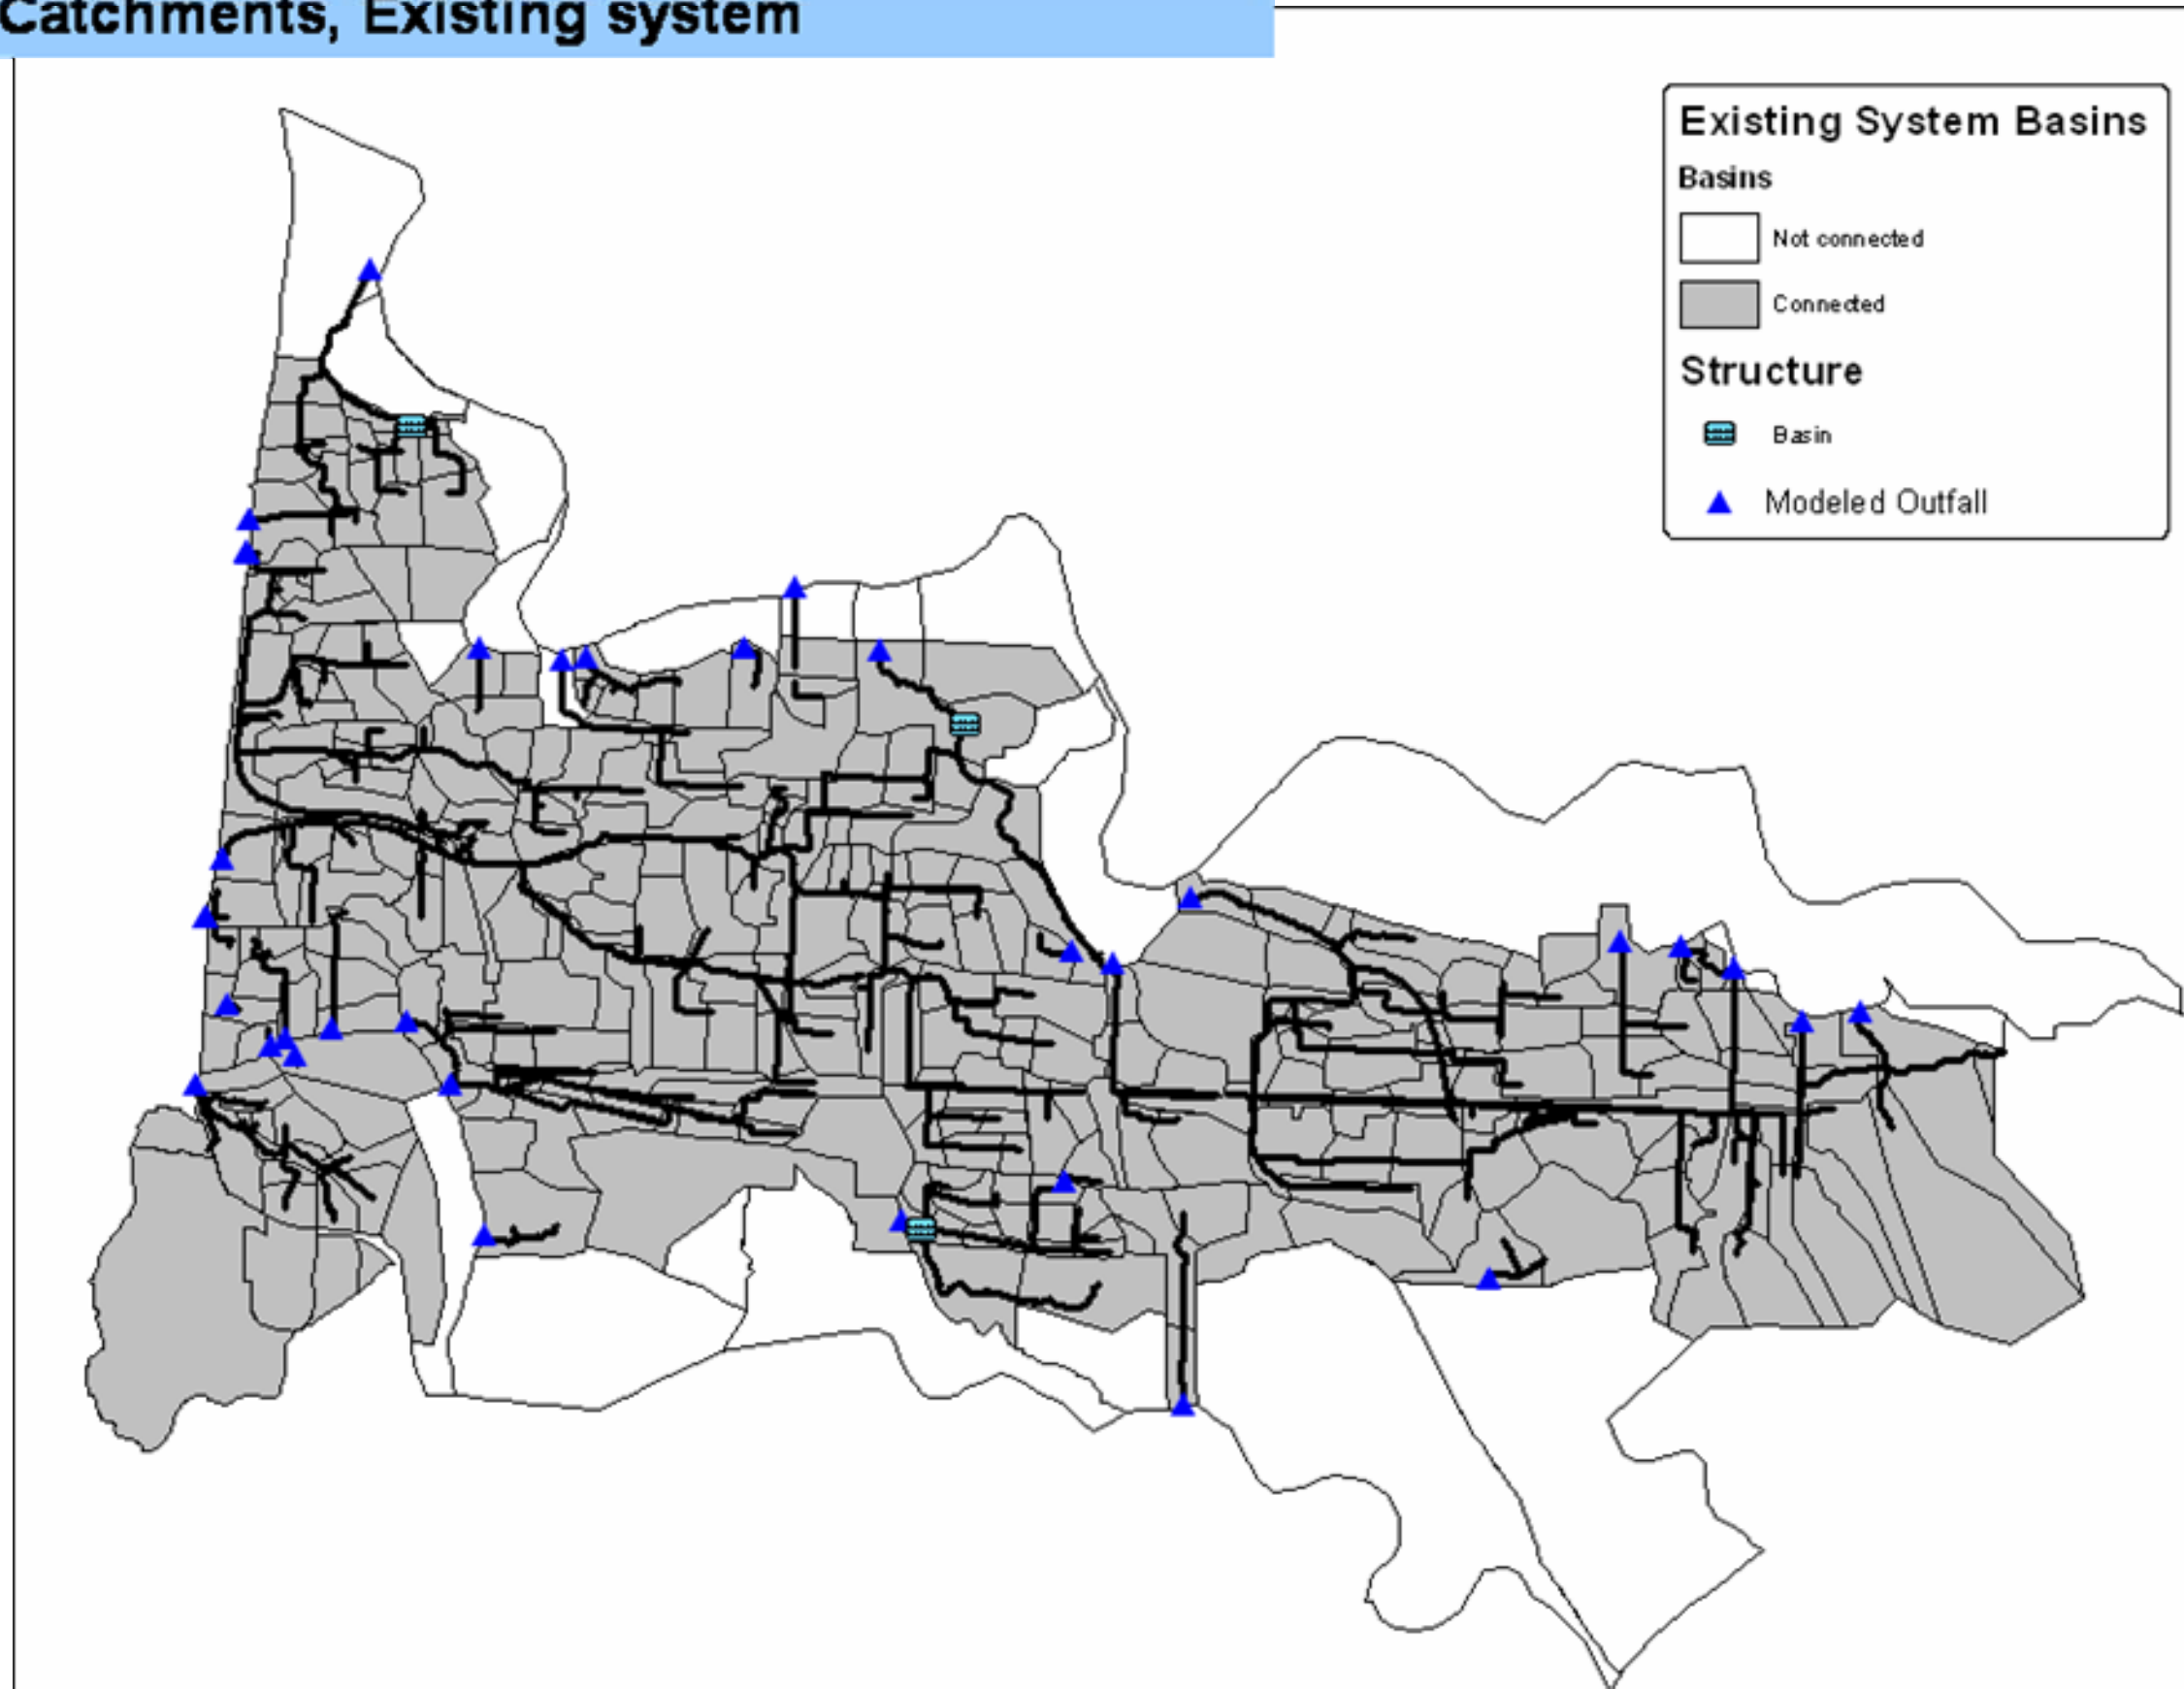 Catchments, Existing system
Existing System Basins
Basins
Not connected
Connected
Structure
Basin
Modeled Outfall